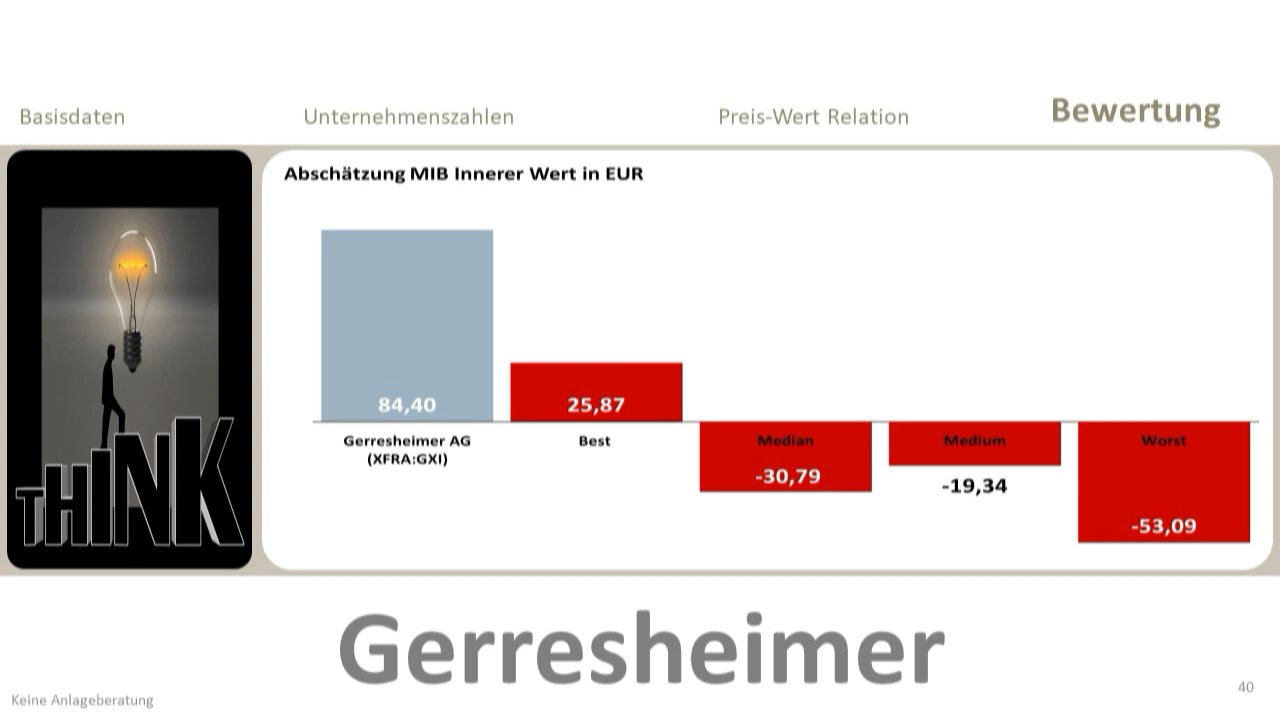 Basisdaten
Unternehmenszahlen
Preis-Wert Relation
Bewertung
THINK
Abschätzung MIB Innerer Wert in EUR
84,40
25,87
Gerresheimer AG
(XFRA:GXI)
Best
Median
Medium
Worst
-30,79
-19,34
-53,09
Gerresheimer
Keine Anlageberatung
40